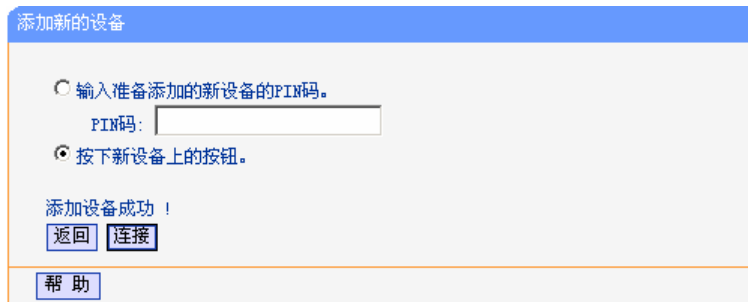 添加新的设备
输入准备添加的新设备的PIN码。
PIN码：
按下新设备上的按钮。
添加设备成功 ！
返回 连接
帮 助